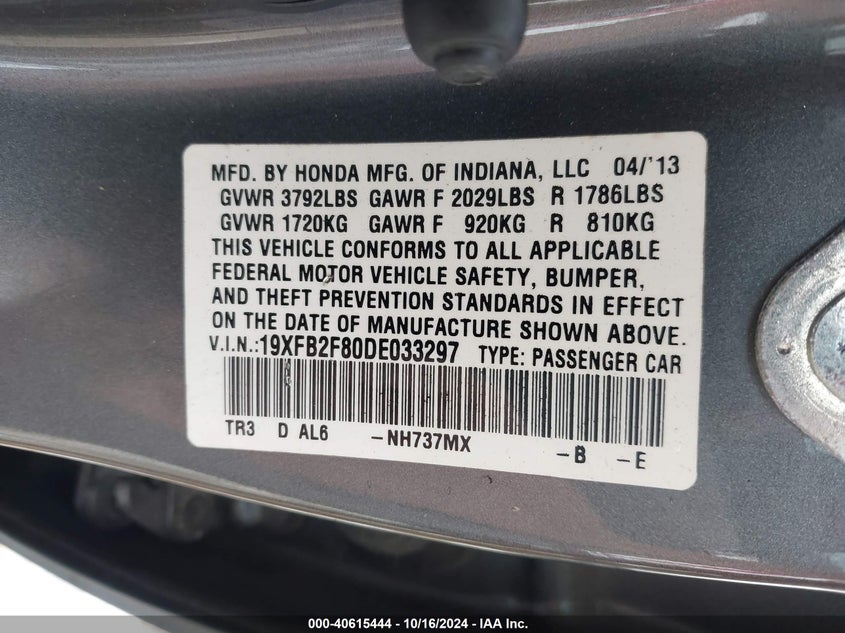 MFD. BY HONDA MFG. OF INDIANA, LLC 04/'13
GVWR 3792LBS GAWR F 2029LBS R 1786LBS
GVWR 1720KG GAWR F 920KG R 810KG
THIS VEHICLE CONFORMS TO ALL APPLICABLE
FEDERAL MOTOR VEHICLE SAFETY, BUMPER,
AND THEFT PREVENTION STANDARDS IN EFFECT
ON THE DATE OF MANUFACTURE SHOWN ABOVE.
V.I.N.:19XFB2F80DE033297 TYPE: PASSENGER CAR
TR3 D AL6 -NH737MX -B -E
000-40615444 / 10/16/2024 - IAA Inc.